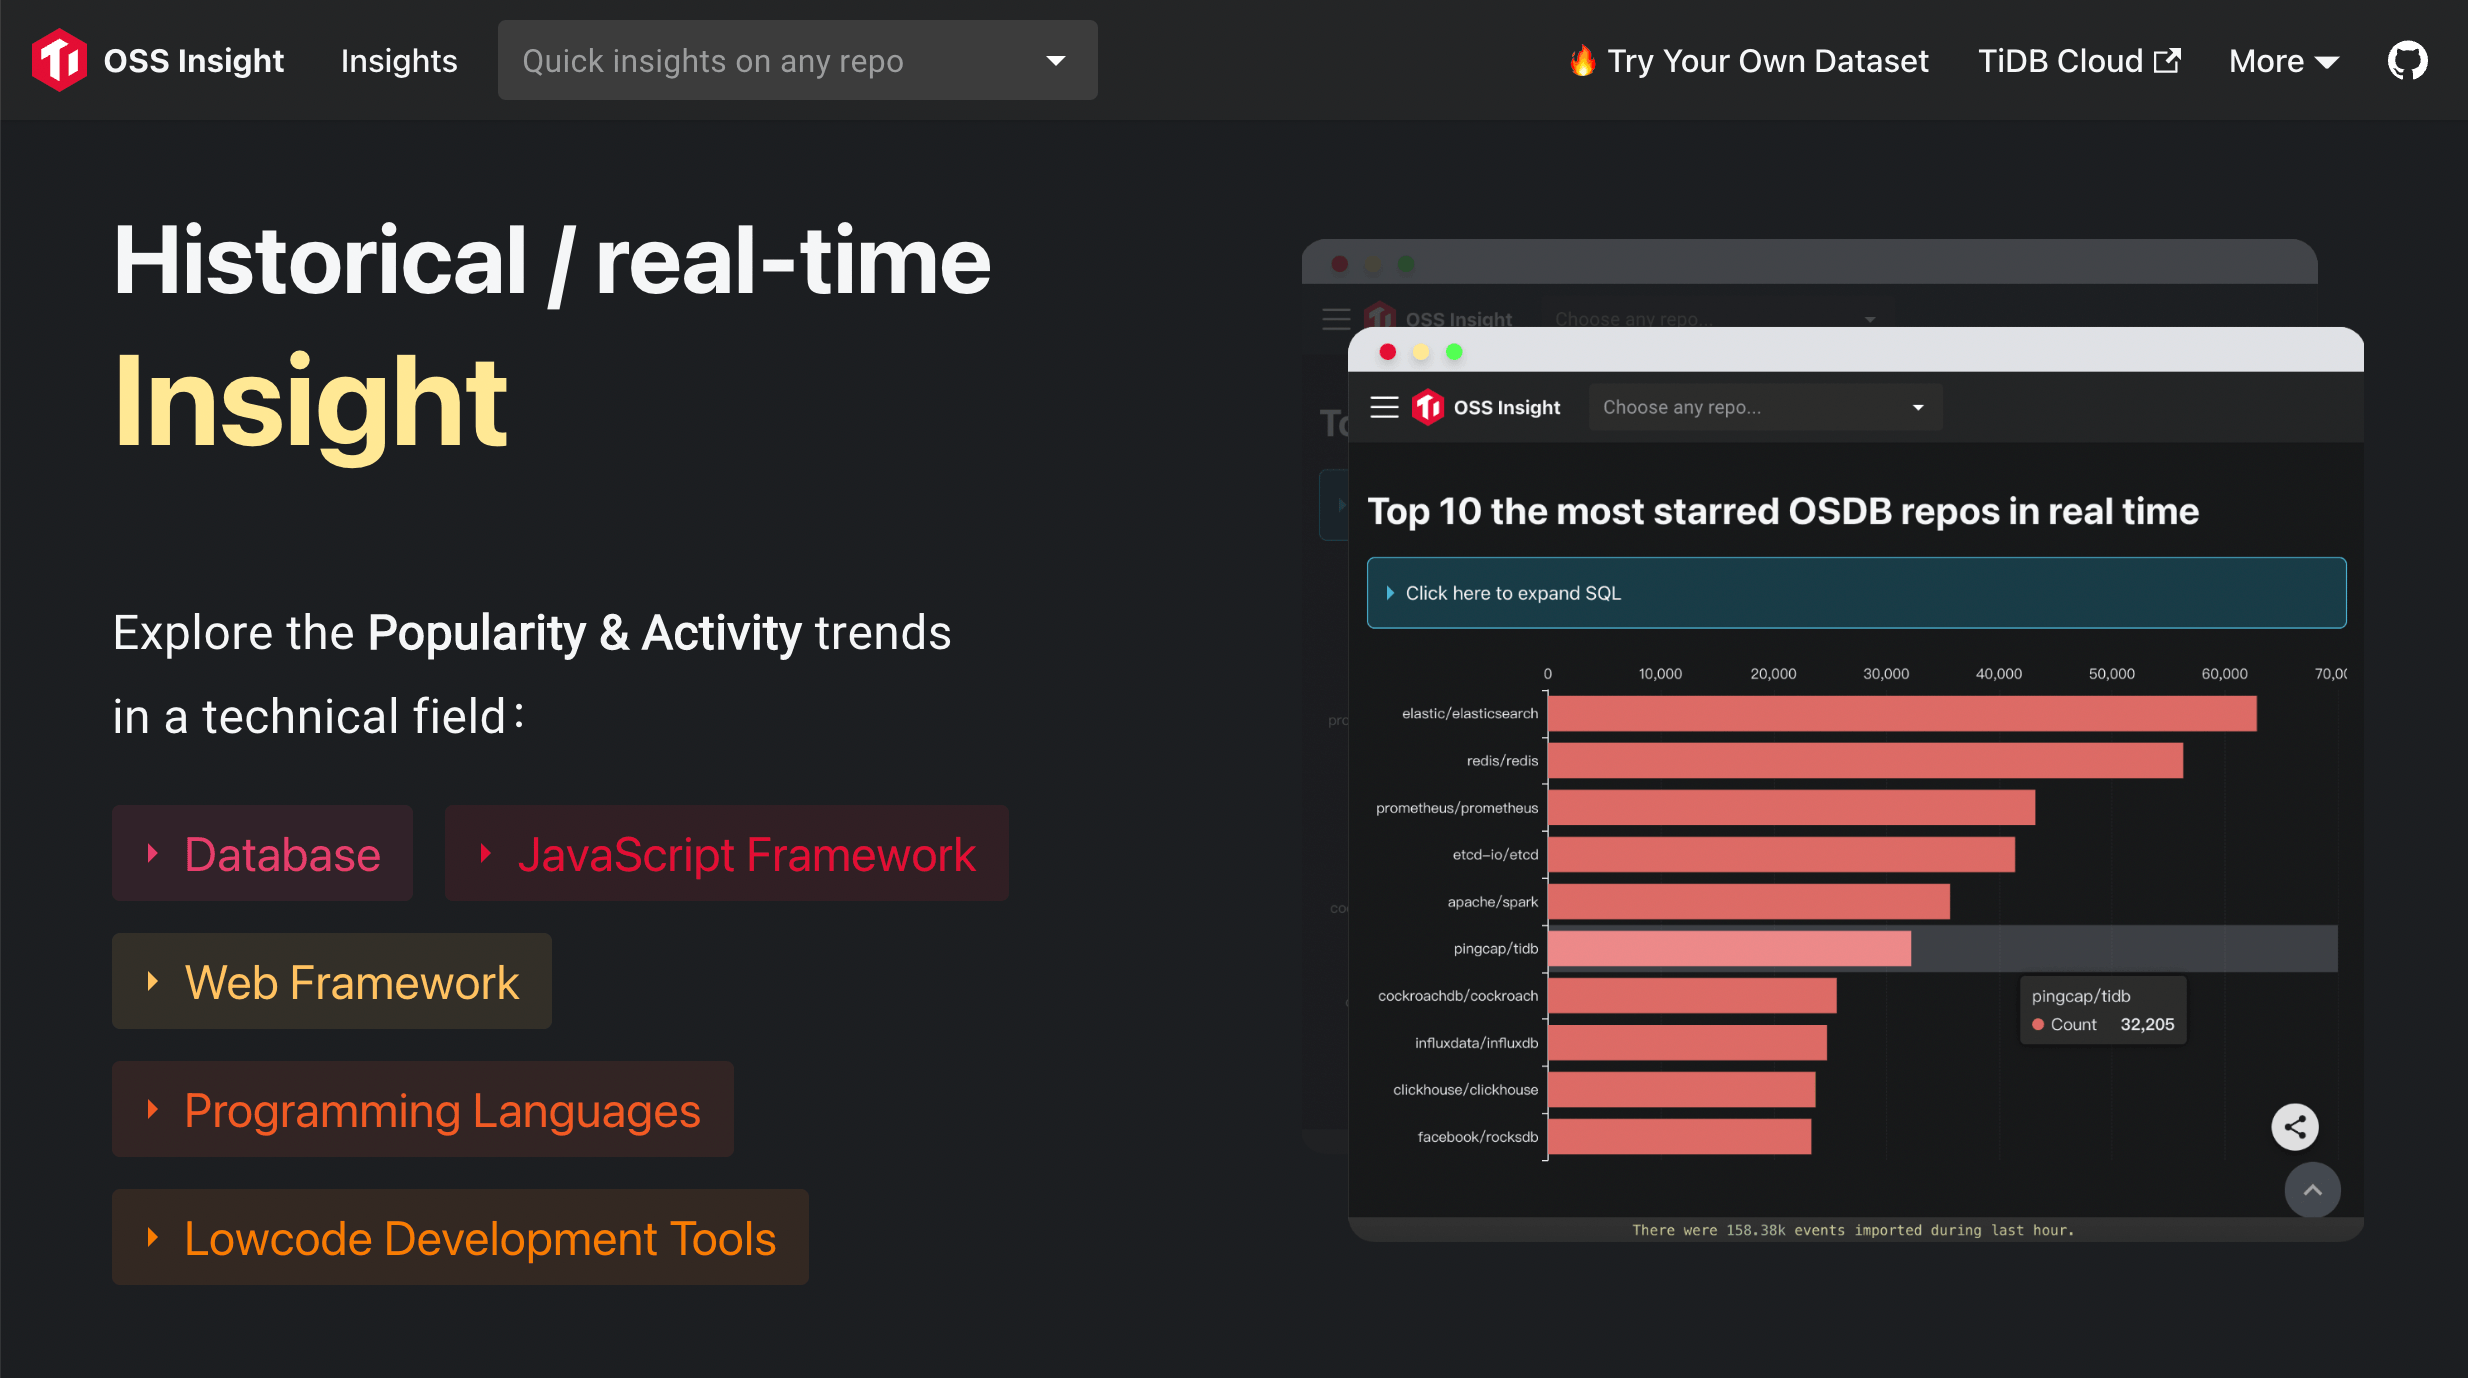 OSS Insight
Insights
Quick insights on any repo
🔥 Try Your Own Dataset
TiDB Cloud
More
Historical / real-time
Insight
Explore the Popularity & Activity trends
in a technical field:
Database
JavaScript Framework
Web Framework
Programming Languages
Lowcode Development Tools
OSS Insight
Choose any repo...
OSS Insight
Choose any repo...
Top 10 the most starred OSDB repos in real time
Click here to expand SQL
0 10,000 20,000 30,000 40,000 50,000 60,000
elastic/elasticsearch
redis/redis
prometheus/prometheus
etcd-io/etcd
apache/spark
pingcap/tidb
cockroachdb/cockroach
pingcap/tidb
Count 32,205
influxdata/influxdb
clickhouse/clickhouse
facebook/rocksdb
There were 158.38k events imported during last hour.